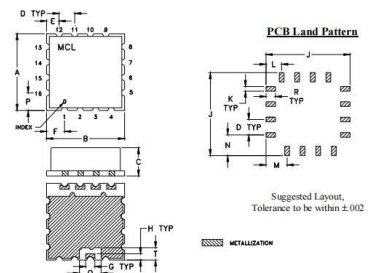 D TYP
E
12 11 10 9
A
13
14
15
16
MCL
8
7
6
5
P
INDEX
F
1 2 3 4
B
C
H TYP
T
G TYP
Q
PCB Land Pattern
J
L
K
TYP
R
TYP
J
D TYP
N
M
Suggested Layout,
Tolerance to be within ±.002
METALLIZATION